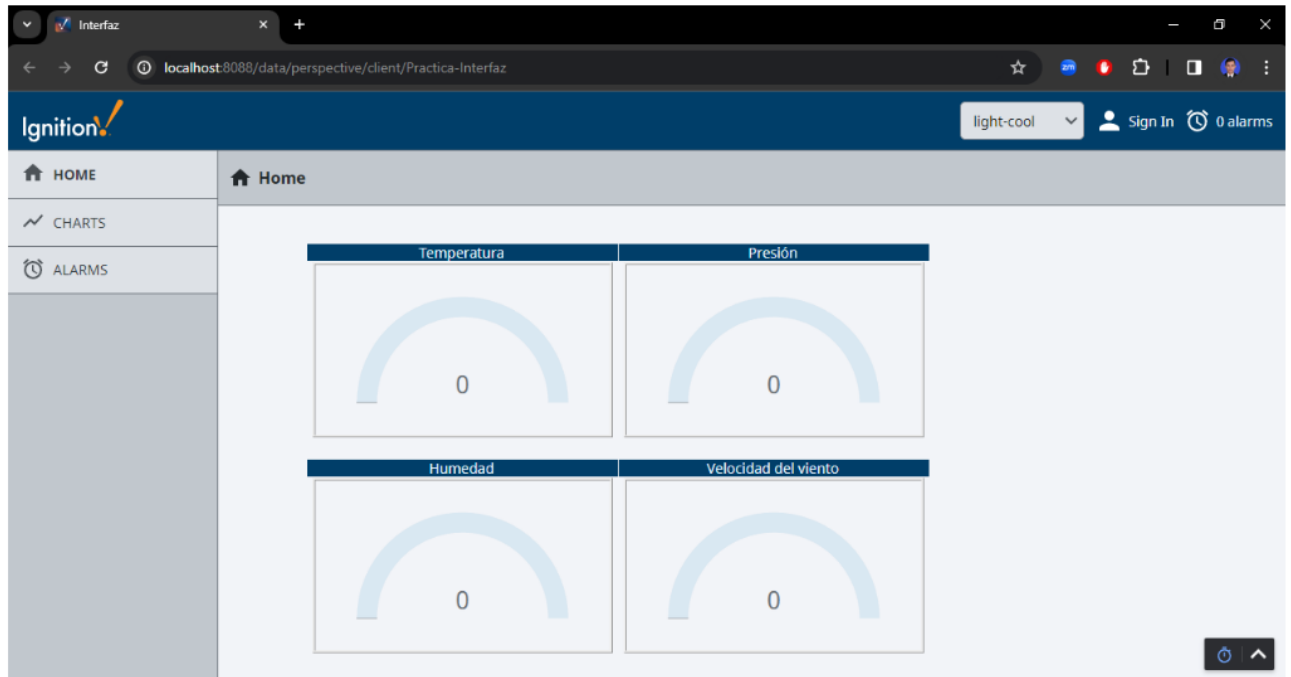 Interfaz
localhost:8088/data/perspective/client/Practica-Interfaz
zm
Ignition!
light-cool
Sign In
0 alarms
HOME
CHARTS
ALARMS
Home
Temperatura
Presión
0
0
Humedad
Velocidad del viento
0
0